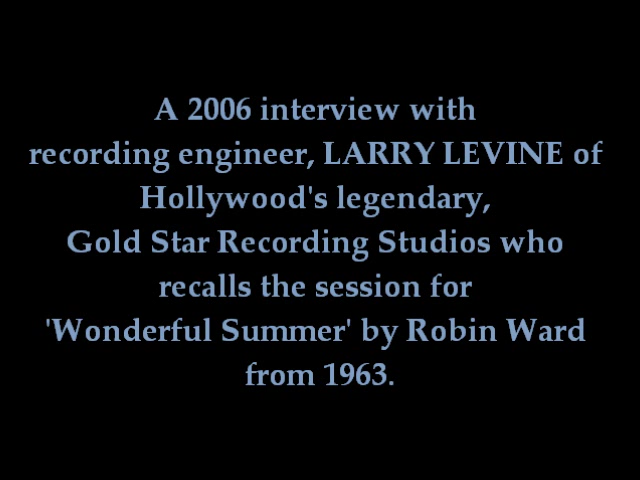 A 2006 interview with
recording engineer, LARRY LEVINE of
Hollywood's legendary,
Gold Star Recording Studios who
recalls the session for
'Wonderful Summer' by Robin Ward
from 1963.